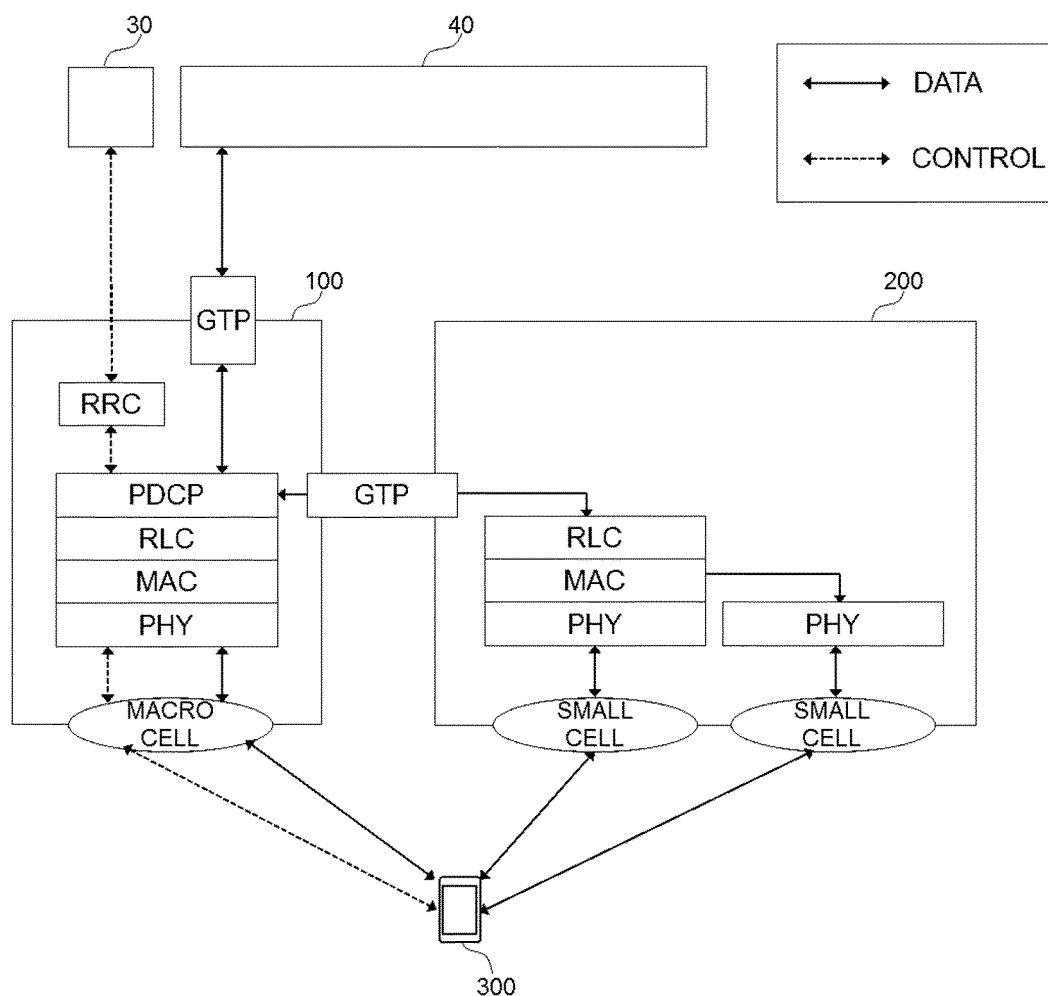 30
40
DATA
CONTROL
100
200
GTP
RRC
PDCP
GTP
RLC
RLC
MAC
MAC
PHY
PHY
PHY
MACRO
CELL
SMALL
CELL
SMALL
CELL
300